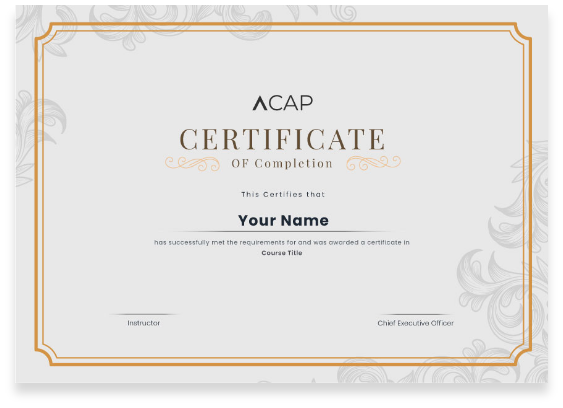 ACAP
CERTIFICATE
OF Completion
This Certifies that
Your Name
has successfully met the requirements for and was awarded a certificate in
Course Title
Instructor
Chief Executive Officer